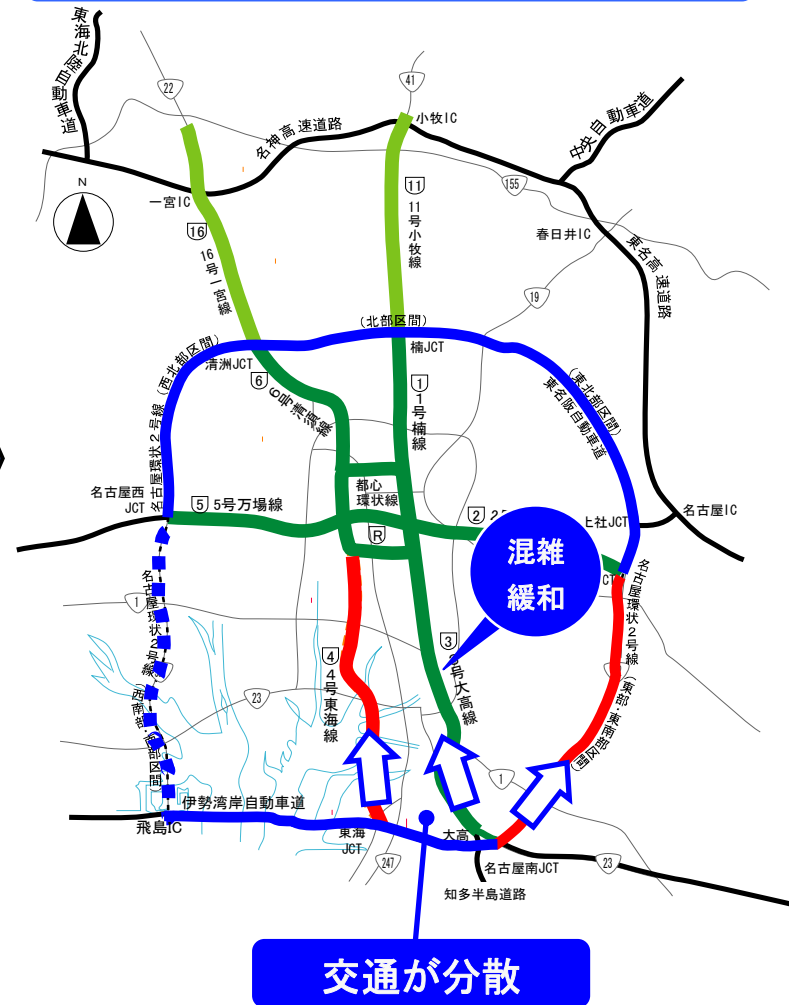 東海北陸自動車道
22
41
小牧IC
名神高速道路
中央自動車道
N
一宮IC
155
11
11号小牧線
16
16号一宮線
春日井IC
東名高速道路
19
(北部区間)
楠JCT
清洲JCT
名古屋環状2号線(西北部区間)
(東北部区間)
東名阪自動車道
6
6号清須線
1
1号楠線
名古屋西
JCT
5
5号万場線
都心
環状線
R
2
上社JCT
名古屋IC
混雑
緩和
名古屋環状2号線
(東部・東南部区間)
1
名古屋環状2号線
(西南部・南部区間)
3
3号大高線
4
4号東海線
23
1
伊勢湾岸自動車道
飛島IC
東海
JCT
大高
247
名古屋南JCT
23
知多半島道路
交通が分散